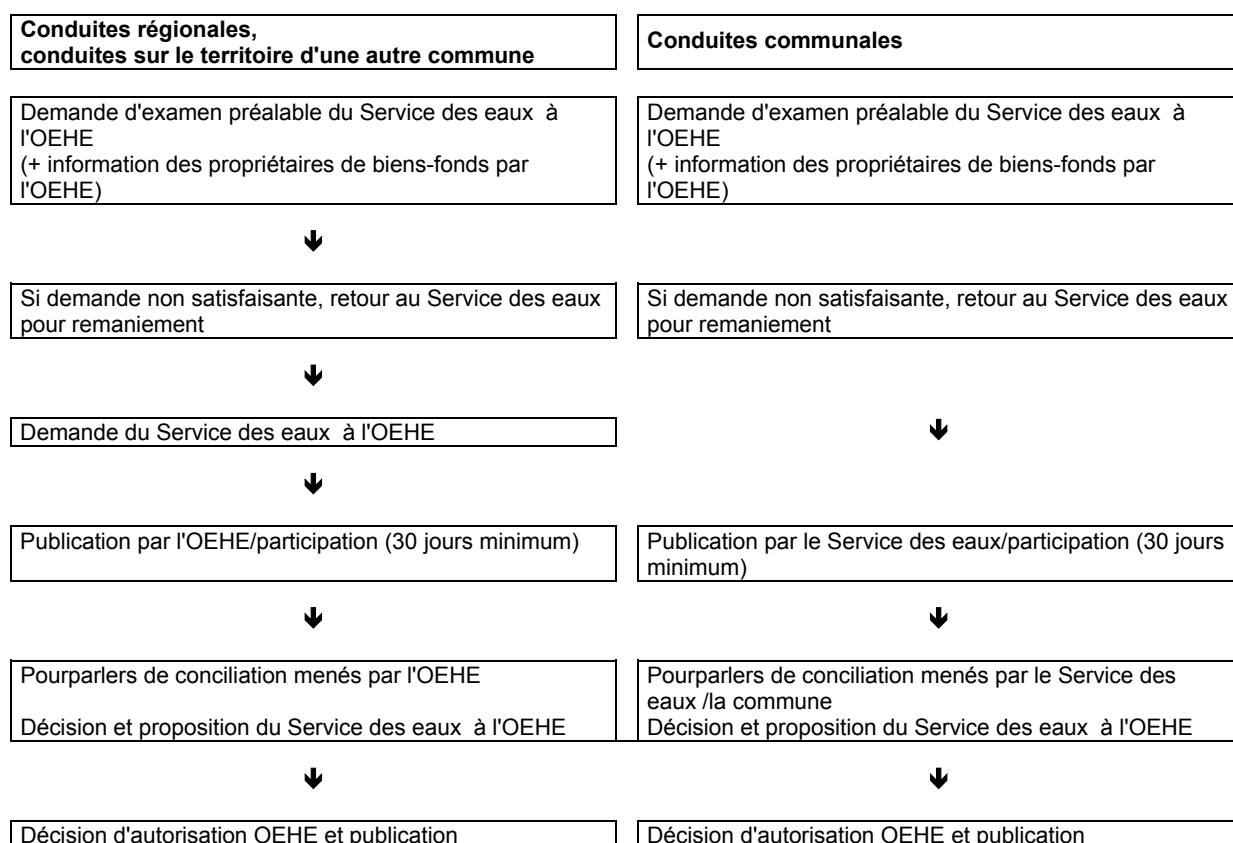 Conduites régionales,
conduites sur le territoire d'une autre commune
Conduites communales
Demande d'examen préalable du Service des eaux à
l'OEHE
(+ information des propriétaires de biens-fonds par
l'OEHE)
Demande d'examen préalable du Service des eaux à
l'OEHE
(+ information des propriétaires de biens-fonds par
l'OEHE)
Si demande non satisfaisante, retour au Service des eaux
pour remaniement
Si demande non satisfaisante, retour au Service des eaux
pour remaniement
Demande du Service des eaux à l'OEHE
Publication par l'OEHE/participation (30 jours minimum)
Publication par le Service des eaux/participation (30 jours
minimum)
Pourparlers de conciliation menés par l'OEHE
Décision et proposition du Service des eaux à l'OEHE
Pourparlers de conciliation menés par le Service des
eaux /la commune
Décision et proposition du Service des eaux à l'OEHE
Décision d'autorisation OEHE et publication
Décision d'autorisation OEHE et publication